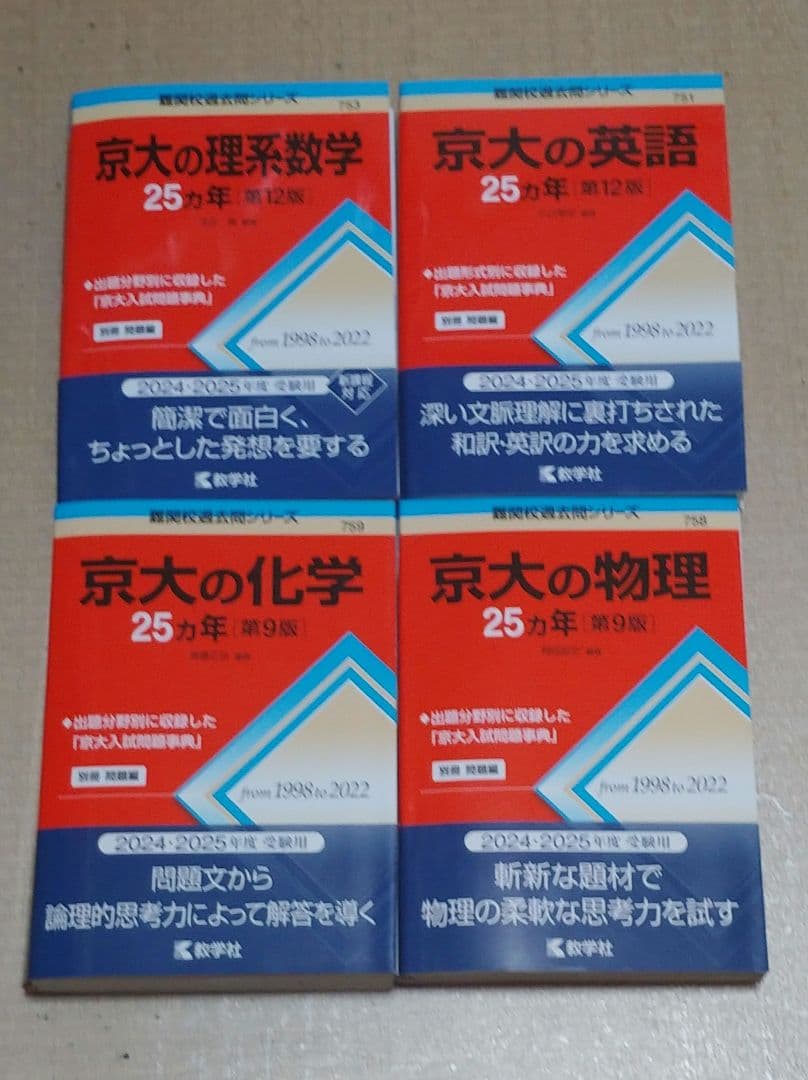 難関校過去問シリーズ
753
京大の理系数学
25カ年[第12版]
◆出題分野別に収録した
「京大入試問題事典」
別冊 問題編
from 1998 to 2022
2024・2025年度 受験用
新課程
対応
簡潔で面白く、
ちょっとした発想を要する
教学社
難関校過去問シリーズ
751
京大の英語
25カ年[第12版]
◆出題形式別に収録した
「京大入試問題事典」
別冊 問題編
from 1998 to 2022
2024・2025年度 受験用
深い文脈理解に裏打ちされた
和訳・英訳の力を求める
教学社
難関校過去問シリーズ
759
京大の化学
25カ年[第9版]
◆出題分野別に収録した
「京大入試問題事典」
別冊 問題編
from 1998 to 2022
2024・2025年度 受験用
問題文から
論理的思考力によって解答を導く
教学社
難関校過去問シリーズ
758
京大の物理
25カ年[第9版]
◆出題分野別に収録した
「京大入試問題事典」
別冊 問題編
from 1998 to 2022
2024・2025年度 受験用
斬新な題材で
物理の柔軟な思考力を試す
教学社